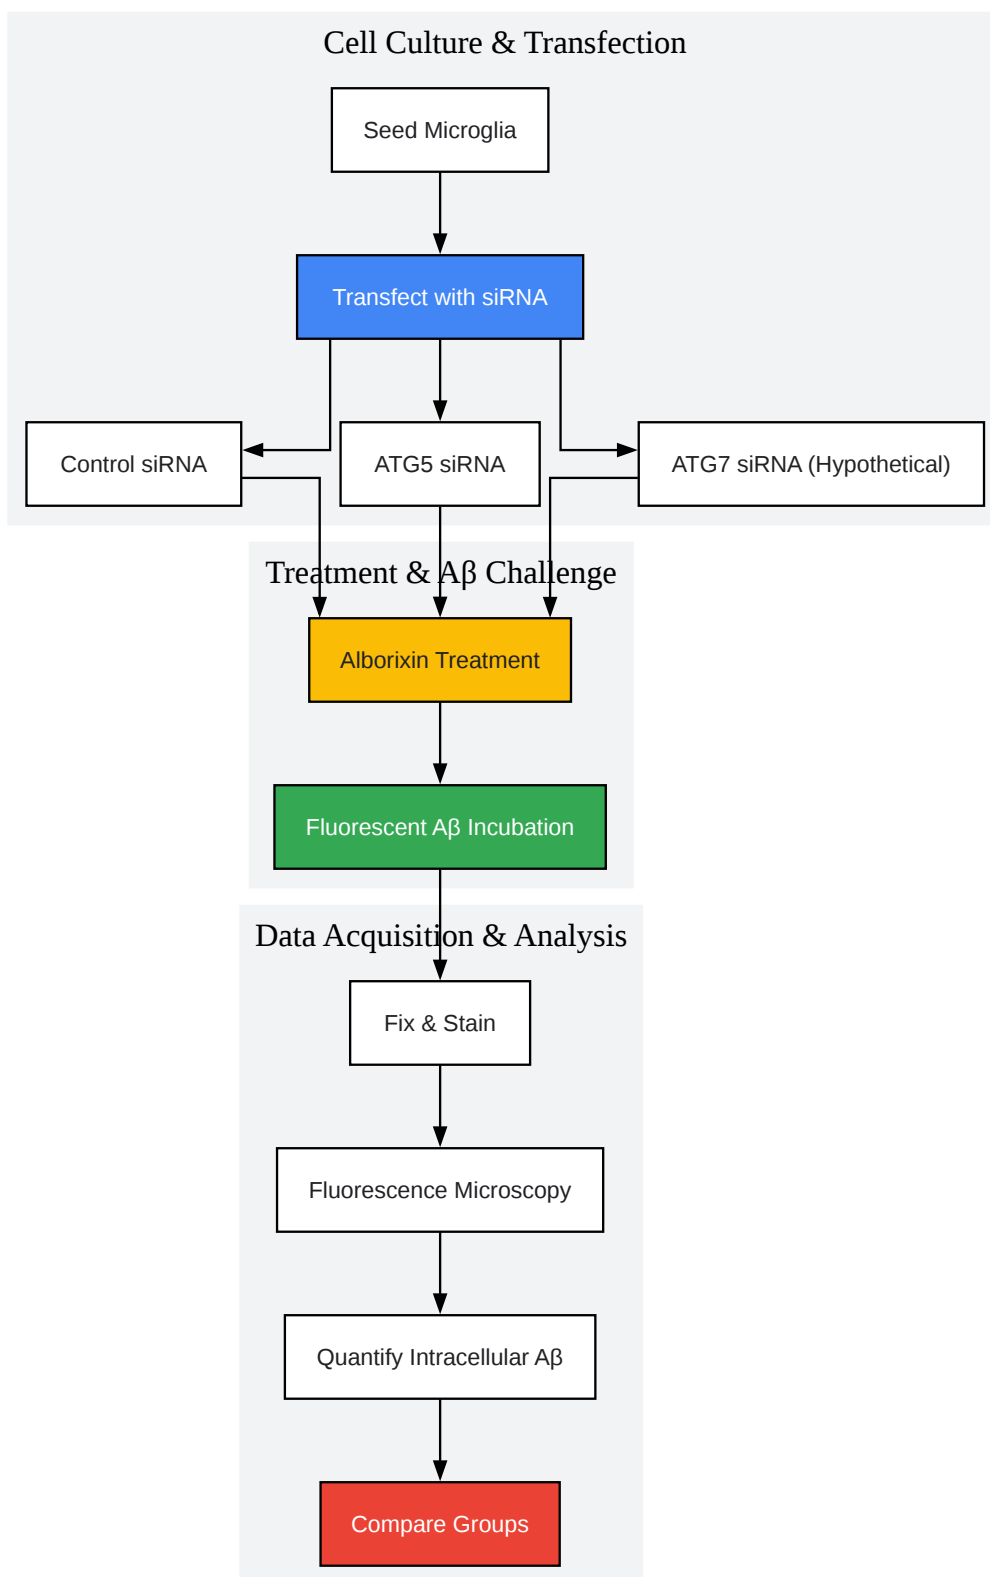 Cell Culture & Transfection
Seed Microglia
Transfect with siRNA
Control siRNA
ATG5 siRNA
ATG7 siRNA (Hypothetical)
Treatment & Aβ Challenge
Alborixin Treatment
Fluorescent Aβ Incubation
Data Acquisition & Analysis
Fix & Stain
Fluorescence Microscopy
Quantify Intracellular Aβ
Compare Groups